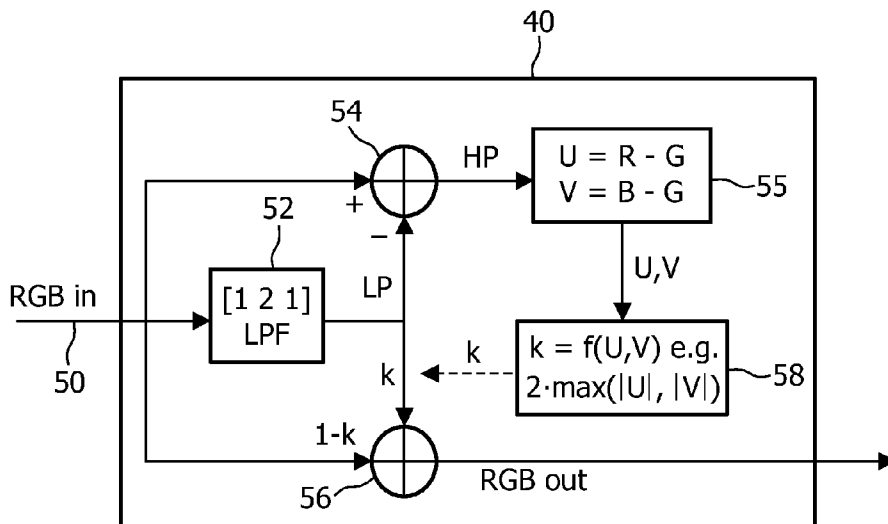 40
54
HP
U = R - G
V = B - G
55
+
−
52
[1 2 1]
LPF
LP
U,V
RGB in
50
k
k
k = f(U,V) e.g.
2·max(|U|, |V|)
58
1-k
56
RGB out